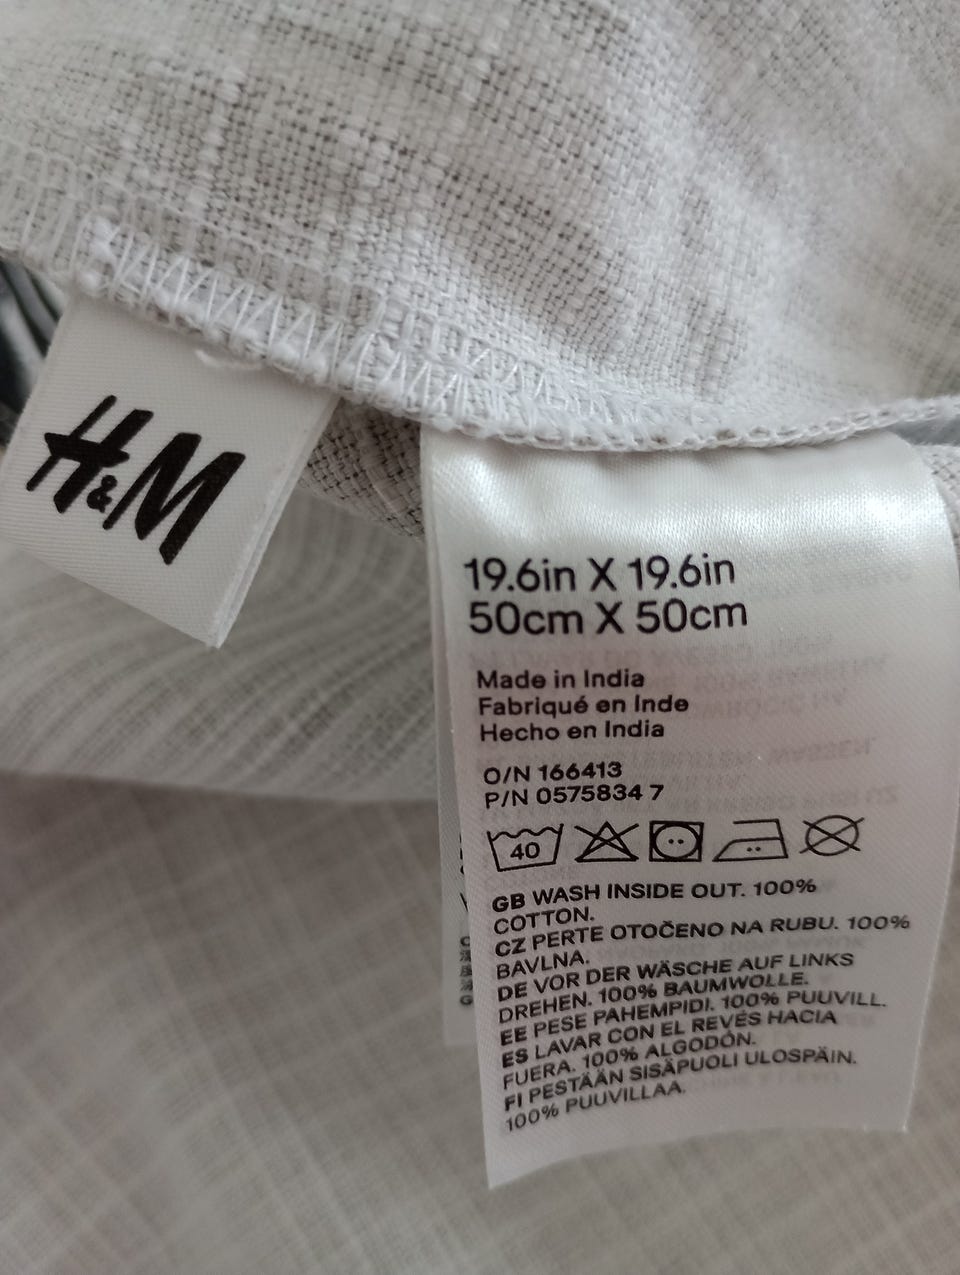 H&M
19.6in X 19.6in
50cm X 50cm
Made in India
Fabriqué en Inde
Hecho en India
O/N 166413
P/N 0575834 7
40
GB WASH INSIDE OUT. 100%
COTTON.
CZ PERTE OTOČENO NA RUBU. 100%
BAVLNA.
DE VOR DER WÄSCHE AUF LINKS
DREHEN. 100% BAUMWOLLE.
EE PESE PAHEMPIDI. 100% PUUVILL.
ES LAVAR CON EL REVÉS HACIA
FUERA. 100% ALGODÓN.
FI PESTÄÄN SISÄPUOLI ULOSPÄIN.
100% PUUVILLAA.